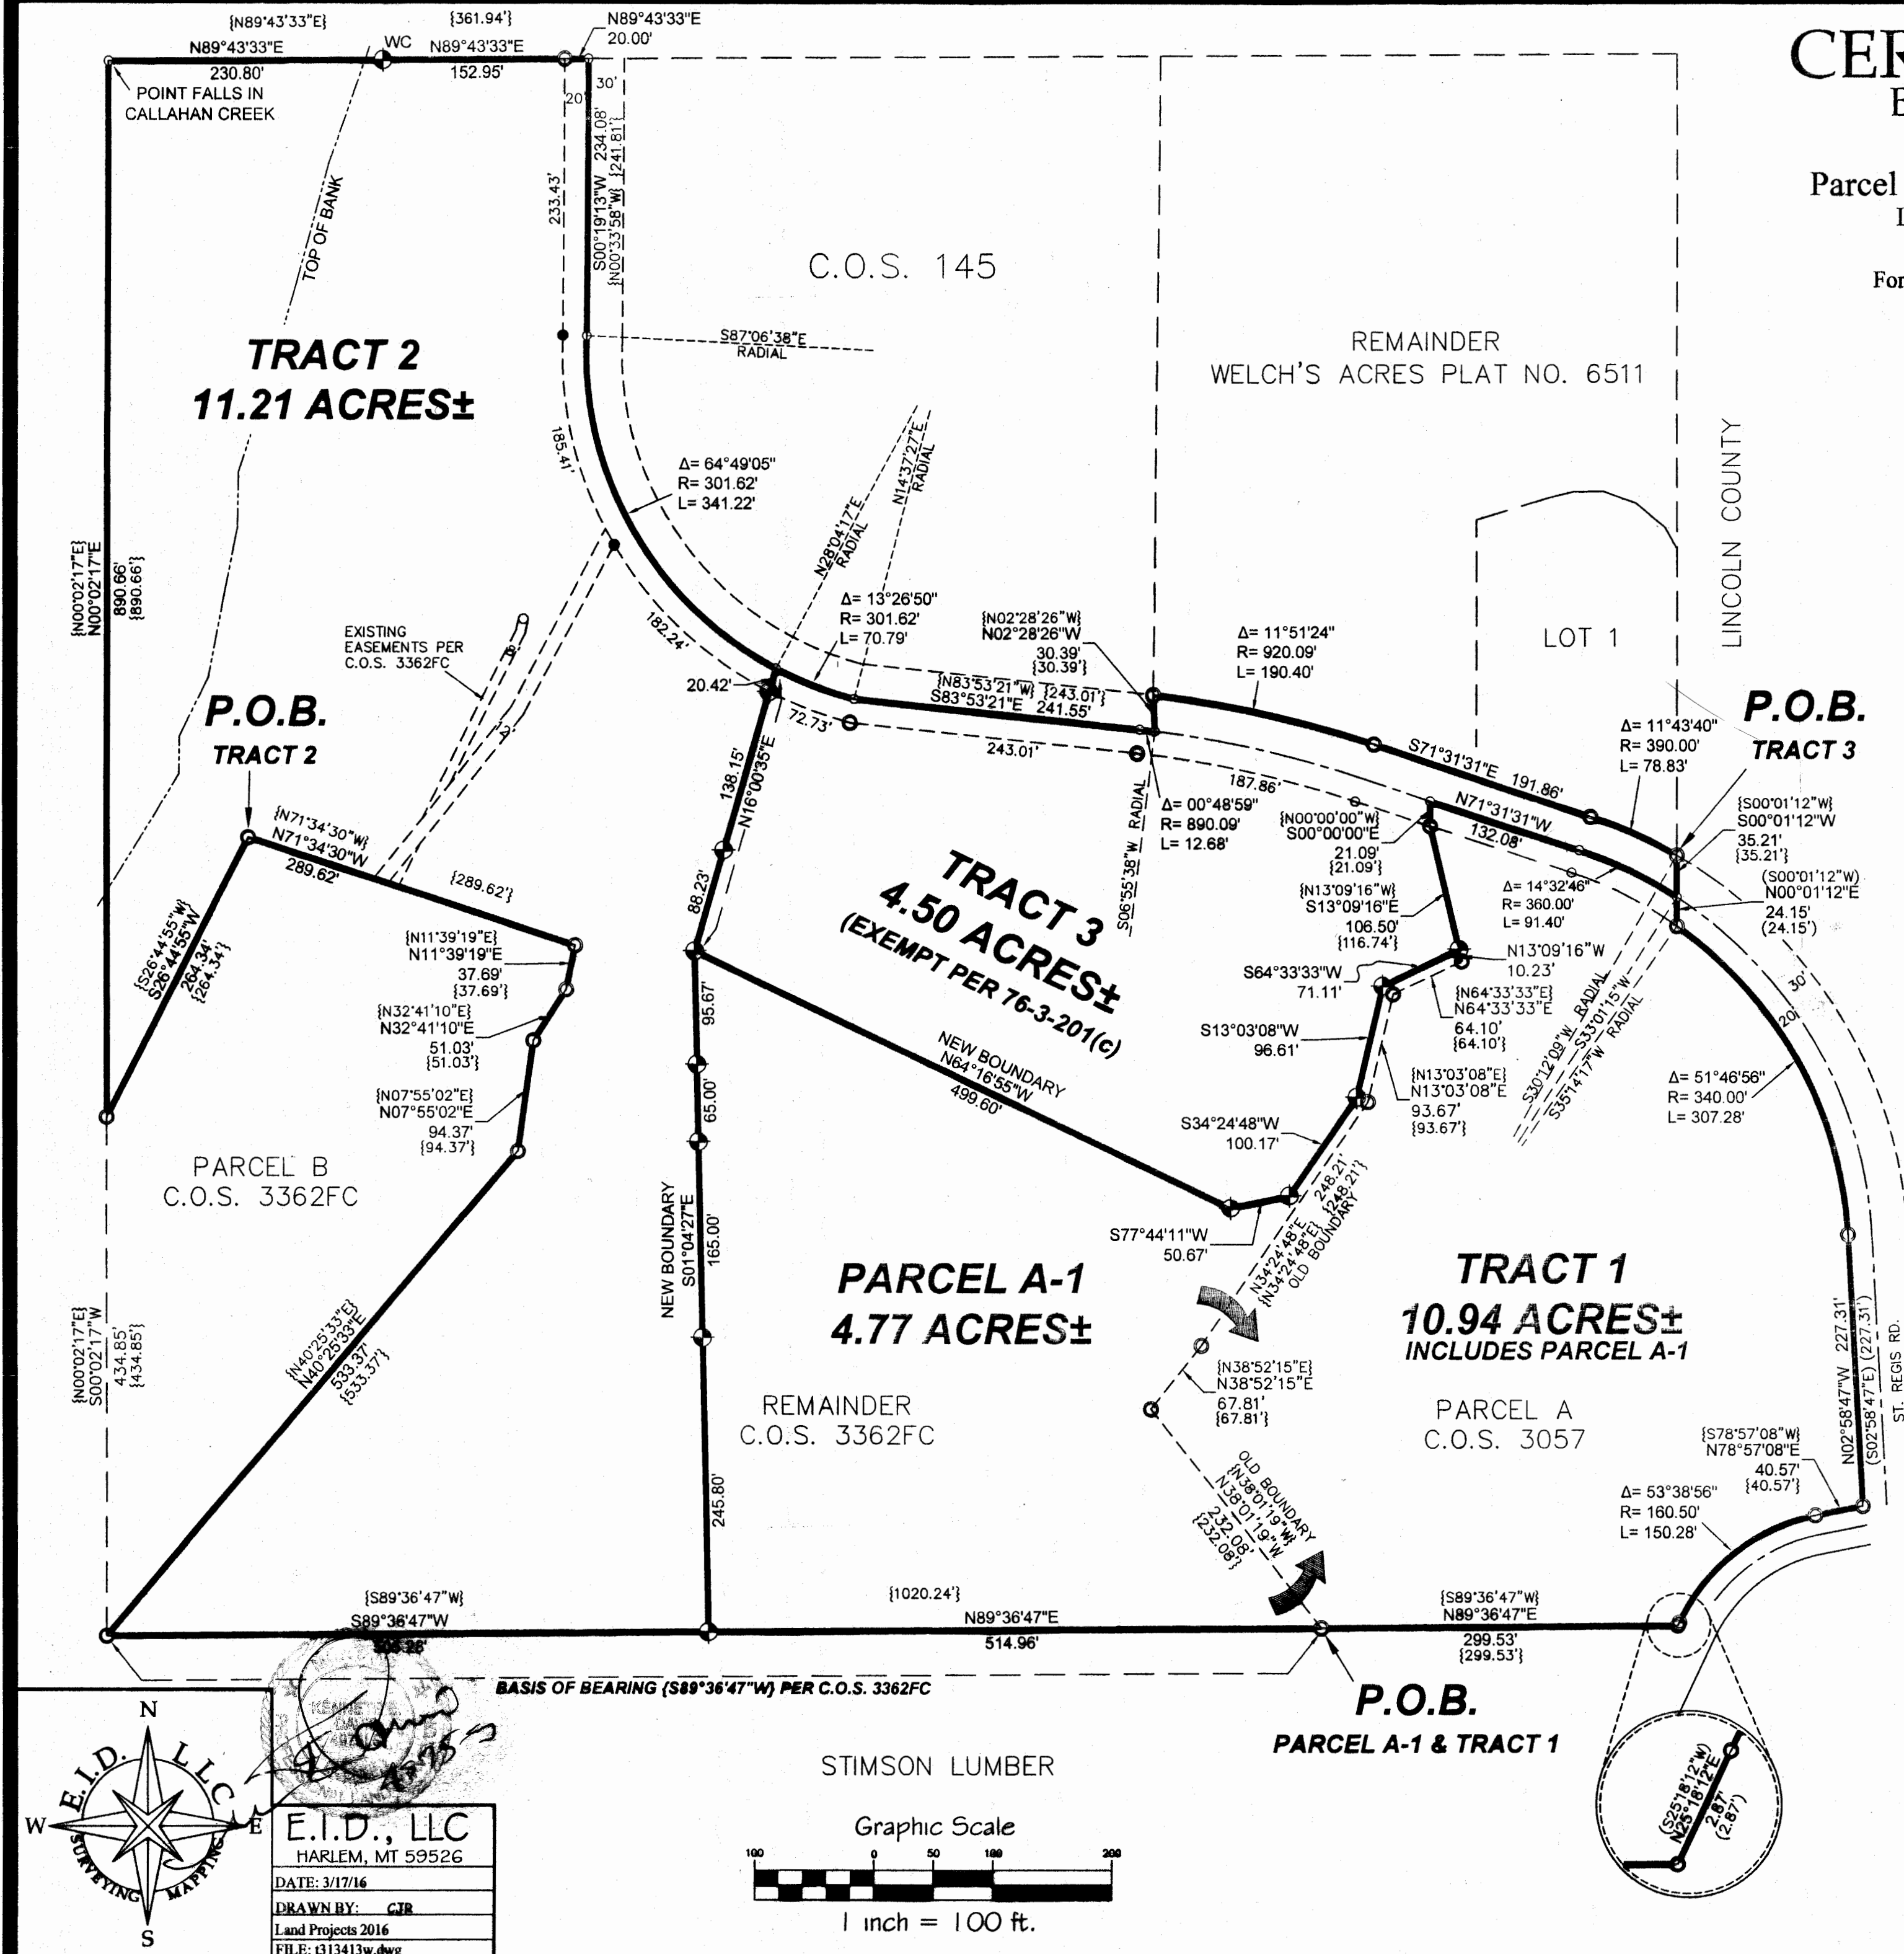 {N89°43'33"E}
{361.94'}
N89°43'33"E
20.00'
N89°43'33"E
WC
N89°43'33"E
230.80'
152.95'
POINT FALLS IN
CALLAHAN CREEK
30'
20'
CER
Parcel
For
TOP OF BANK
233.43'
S00°19'13"W 234.08'
{N00°33'58"W} {241.81'}
C.O.S. 145
S87°06'38"E
RADIAL
REMAINDER
WELCH'S ACRES PLAT NO. 6511
TRACT 2
11.21 ACRES±
185.41'
Δ= 64°49'05"
R= 301.62'
L= 341.22'
N28°04'17"E
RADIAL
N14°37'27"E
RADIAL
LINCOLN COUNTY
LOT 1
{N00°02'17"E}
N00°02'17"E
890.66'
{890.66'}
EXISTING
EASEMENTS PER
C.O.S. 3362FC
182.24'
Δ= 13°26'50"
R= 301.62'
L= 70.79'
20.42'
72.73'
{N83°53'21"W} {243.01'}
S83°53'21"E 241.55'
243.01'
{N02°28'26"W}
N02°28'26"W
30.39'
{30.39'}
Δ= 11°51'24"
R= 920.09'
L= 190.40'
187.86'
S71°31'31"E 191.86'
Δ= 11°43'40"
R= 390.00'
L= 78.83'
P.O.B.
TRACT 3
{S00°01'12"W}
S00°01'12"W
35.21'
{35.21'}
(S00°01'12"W)
N00°01'12"E
24.15'
(24.15')
P.O.B.
TRACT 2
138.15'
N16°00'35"E
88.23'
S06°55'38"W RADIAL
Δ= 00°48'59"
R= 890.09'
L= 12.68'
{N00°00'00"W}
S00°00'00"E
21.09'
{21.09'}
N71°31'31"W
132.08'
{N13°09'16"W}
S13°09'16"E
106.50'
{116.74'}
Δ= 14°32'46"
R= 360.00'
L= 91.40'
N13°09'16"W
10.23'
{N71°34'30"W}
N71°34'30"W
289.62'
{289.62'}
{S26°44'55"W}
S26°44'55"W
264.34'
{264.34'}
{N11°39'19"E}
N11°39'19"E
37.69'
{37.69'}
{N32°41'10"E}
N32°41'10"E
51.03'
{51.03'}
{N07°55'02"E}
N07°55'02"E
94.37'
{94.37'}
TRACT 3
4.50 ACRES±
(EXEMPT PER 76-3-201(c)
NEW BOUNDARY
N64°16'55"W
499.60'
S64°33'33"W
71.11'
{N64°33'33"E}
N64°33'33"E
64.10'
{64.10'}
S13°03'08"W
96.61'
{N13°03'08"E}
N13°03'08"E
93.67'
{93.67'}
S30°12'09"W RADIAL
S33°01'15"W
S35°14'17"W RADIAL
30'
20'
Δ= 51°46'56"
R= 340.00'
L= 307.28'
S34°24'48"W
100.17'
S77°44'11"W
50.67'
N34°24'48"E 248.21'
{N34°24'48"E} {248.21'}
OLD BOUNDARY
PARCEL B
C.O.S. 3362FC
95.67'
65.00'
NEW BOUNDARY
S01°04'27"E
165.00'
245.80'
PARCEL A-1
4.77 ACRES±
REMAINDER
C.O.S. 3362FC
TRACT 1
10.94 ACRES±
INCLUDES PARCEL A-1
PARCEL A
C.O.S. 3057
{N38°52'15"E}
N38°52'15"E
67.81'
{67.81'}
OLD BOUNDARY
{N38°01'19"W}
N38°01'19"W
232.08'
{232.08'}
N02°58'47"W 227.31'
(S02°58'47"E) (227.31')
ST. REGIS RD.
{S78°57'08"W}
N78°57'08"E
40.57'
{40.57'}
Δ= 53°38'56"
R= 160.50'
L= 150.28'
{N00°02'17"E}
S00°02'17"W
434.85'
{434.85'}
{N40°25'33"E}
N40°25'33"E
533.37'
{533.37'}
{S89°36'47"W}
S89°36'47"W
{1020.24'}
N89°36'47"E
514.96'
{S89°36'47"W}
N89°36'47"E
299.53'
{299.53'}
BASIS OF BEARING {S89°36'47"W} PER C.O.S. 3362FC
P.O.B.
PARCEL A-1 & TRACT 1
(S25°18'12"W)
N25°18'12"E
2.87'
(2.87')
STIMSON LUMBER
Graphic Scale
100 0 50 100 200
1 inch = 100 ft.
N
E.I.D. LLC
W E
SURVEYING MAPPING
S
E.I.D., LLC
HARLEM, MT 59526
DATE: 3/17/16
DRAWN BY: CJR
Land Projects 2016
FILE: t313413w.dwg